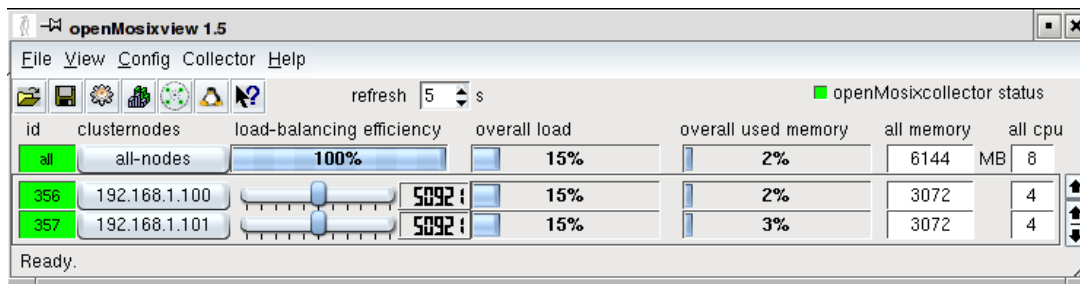 openMosixview 1.5
File View Config Collector Help
refresh 5 s openMosixcollector status
id clusternodes load-balancing efficiency overall load overall used memory all memory all cpu
all all-nodes 100% 15% 2% 6144 MB 8
356 192.168.1.100 50921 15% 2% 3072 4
357 192.168.1.101 50921 15% 3% 3072 4
Ready.